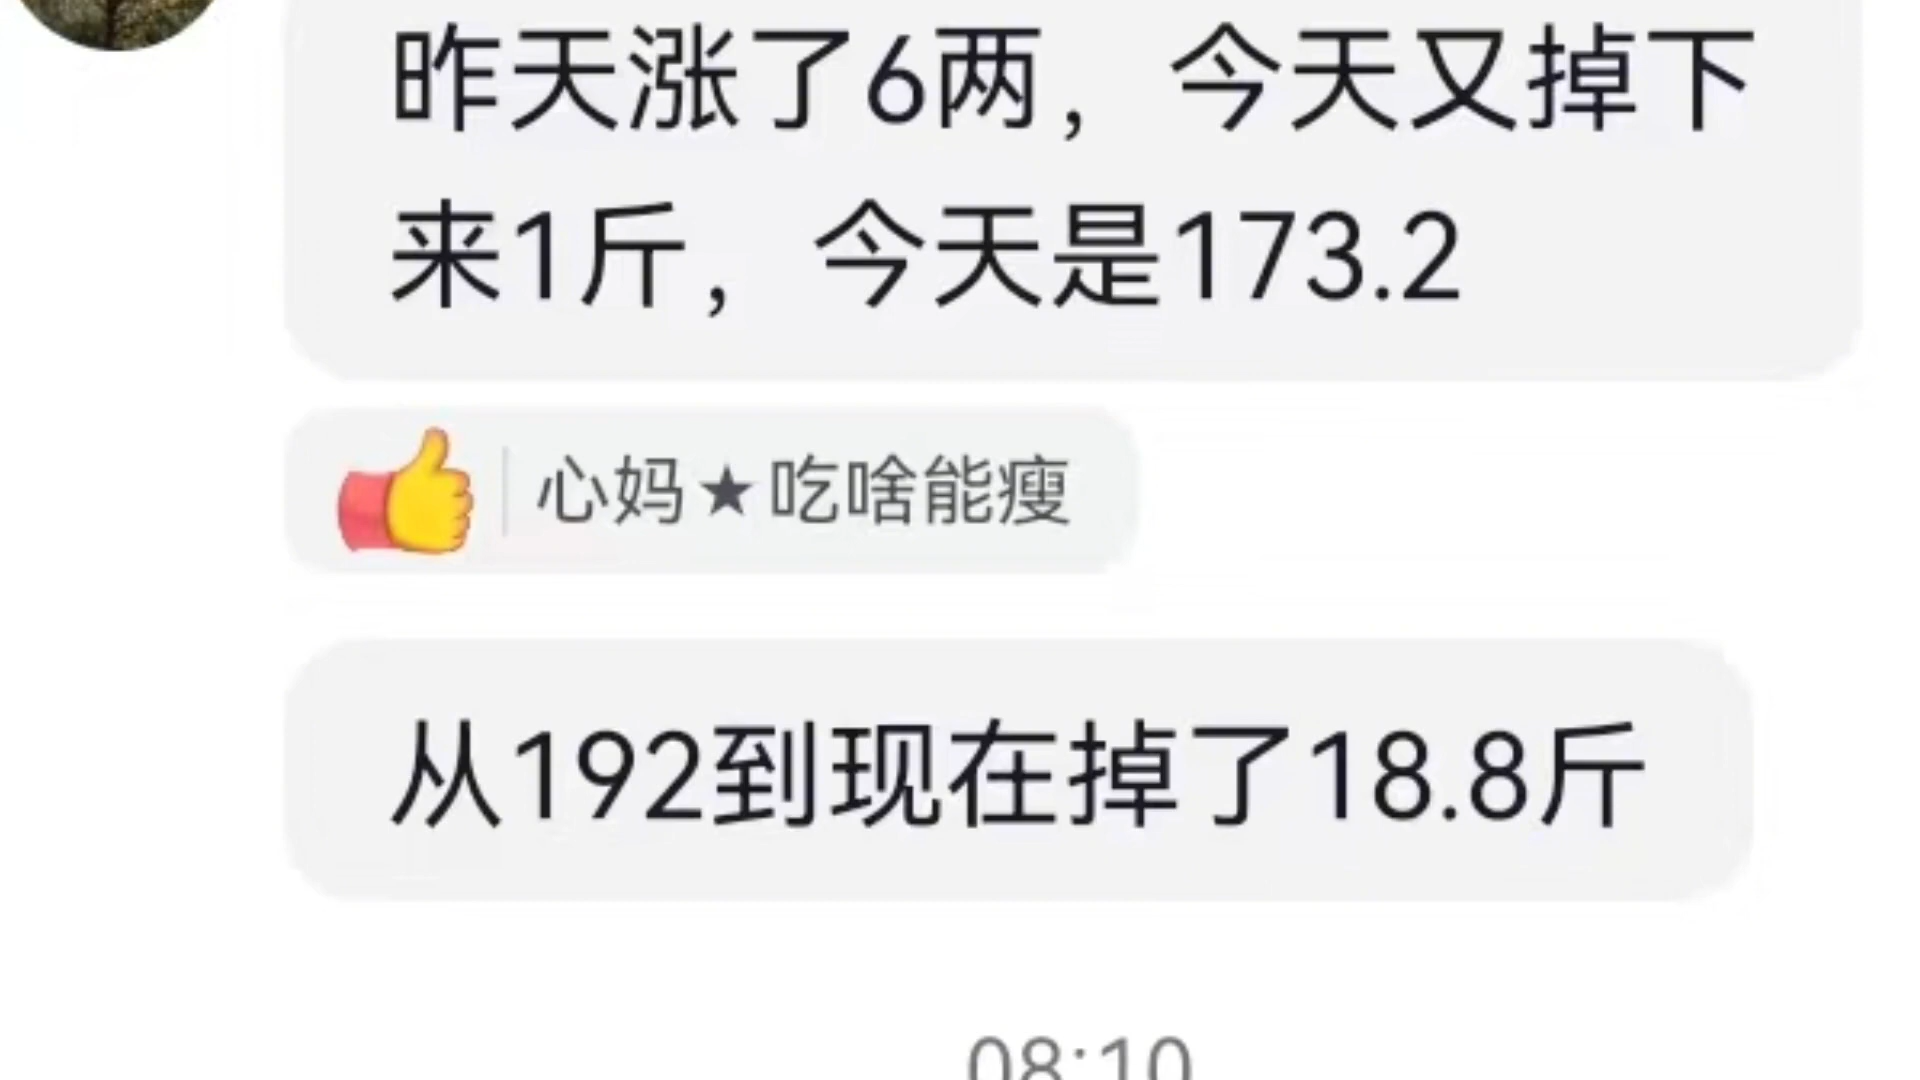 昨天涨了6两，今天又掉下
来1斤，今天是173.2
心妈★吃啥能瘦
从192到现在掉了18.8斤
08:10